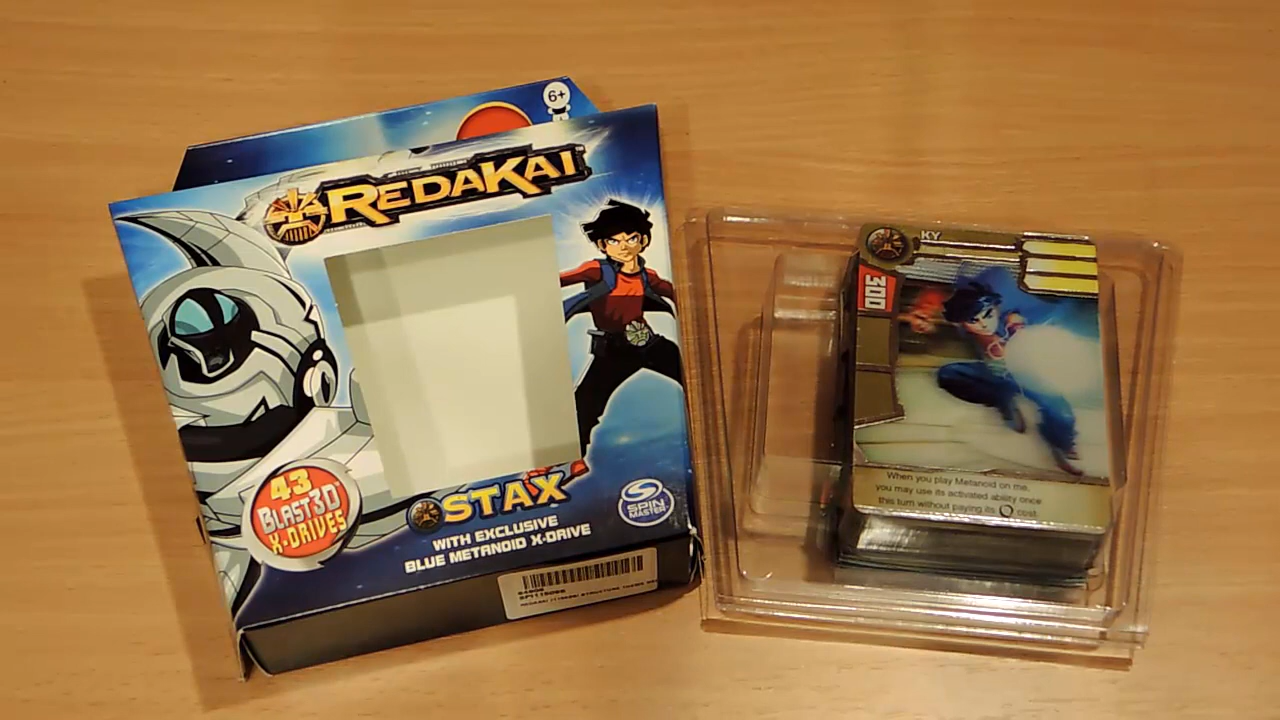 6+
REDAKAI
43
BLAST3D
X-DRIVES
STAX
WITH EXCLUSIVE
BLUE METANOID X-DRIVE
SPIN
MASTER
KY
300
When you play Metanoid on me,
you may use its activated ability once
this turn without paying its cost.